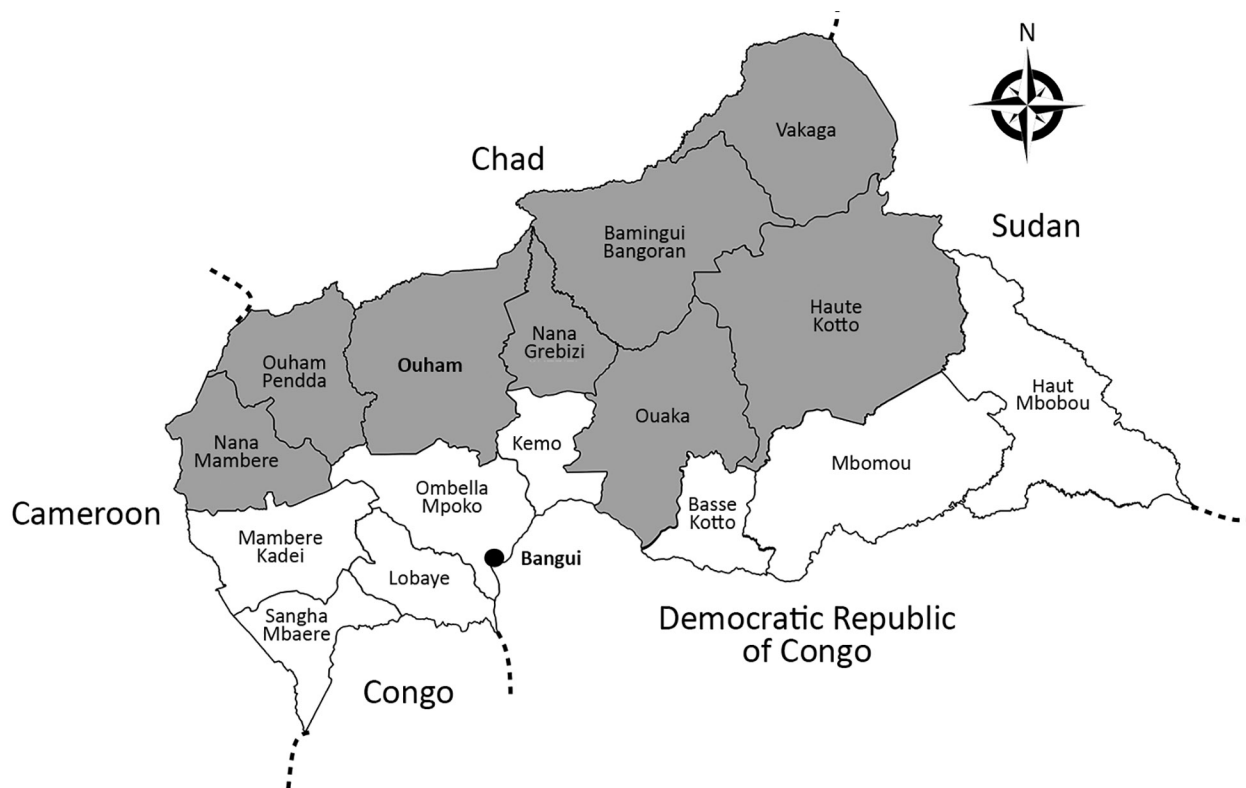 N
Vakaga
Chad
Sudan
Bamingui
Bangoran
Haute
Kotto
Nana
Grebizi
Ouham
Pendda
Ouham
Haut
Mbobou
Ouaka
Nana
Mambere
Kemo
Mbomou
Ombella
Mpoko
Basse
Kotto
Cameroon
Mambere
Kadei
Bangui
Lobaye
Sangha
Mbaere
Democratic Republic
of Congo
Congo